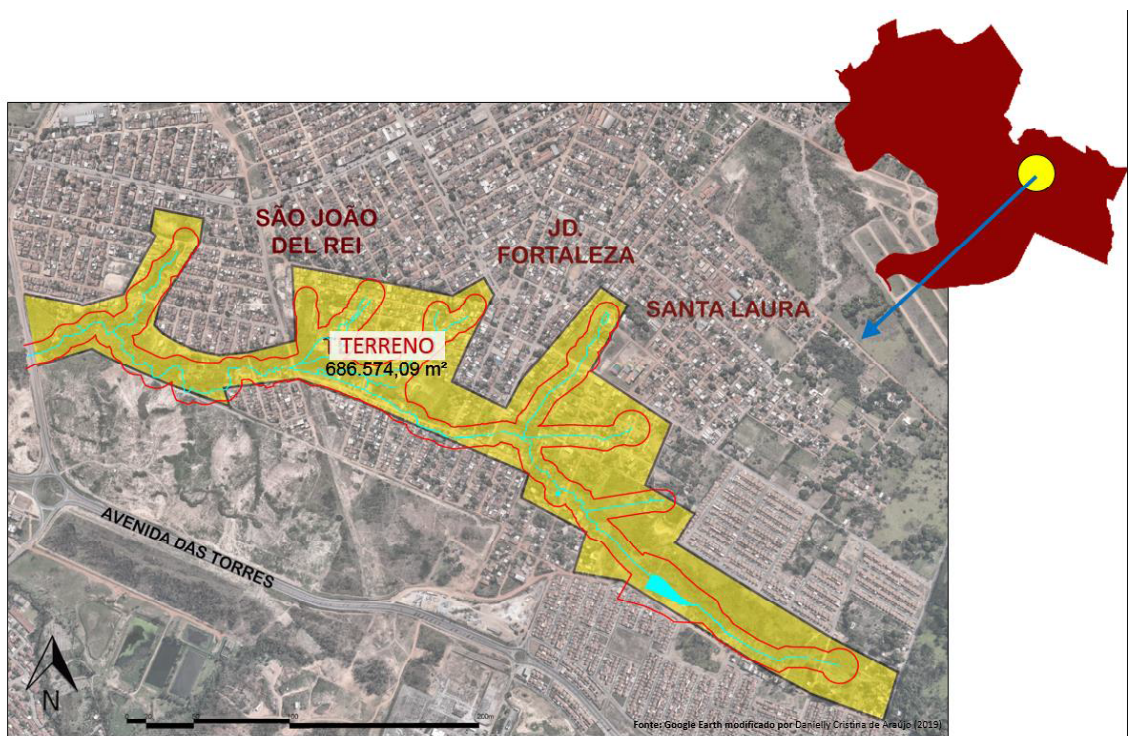 SÃO JOÃO
DEL REI
JD.
FORTALEZA
SANTA LAURA
TERRENO
686.574,09 m²
AVENIDA DAS TORRES
N
100
200m
Fonte: Google Earth modificado por Danielly Cristina de Araújo (2019)